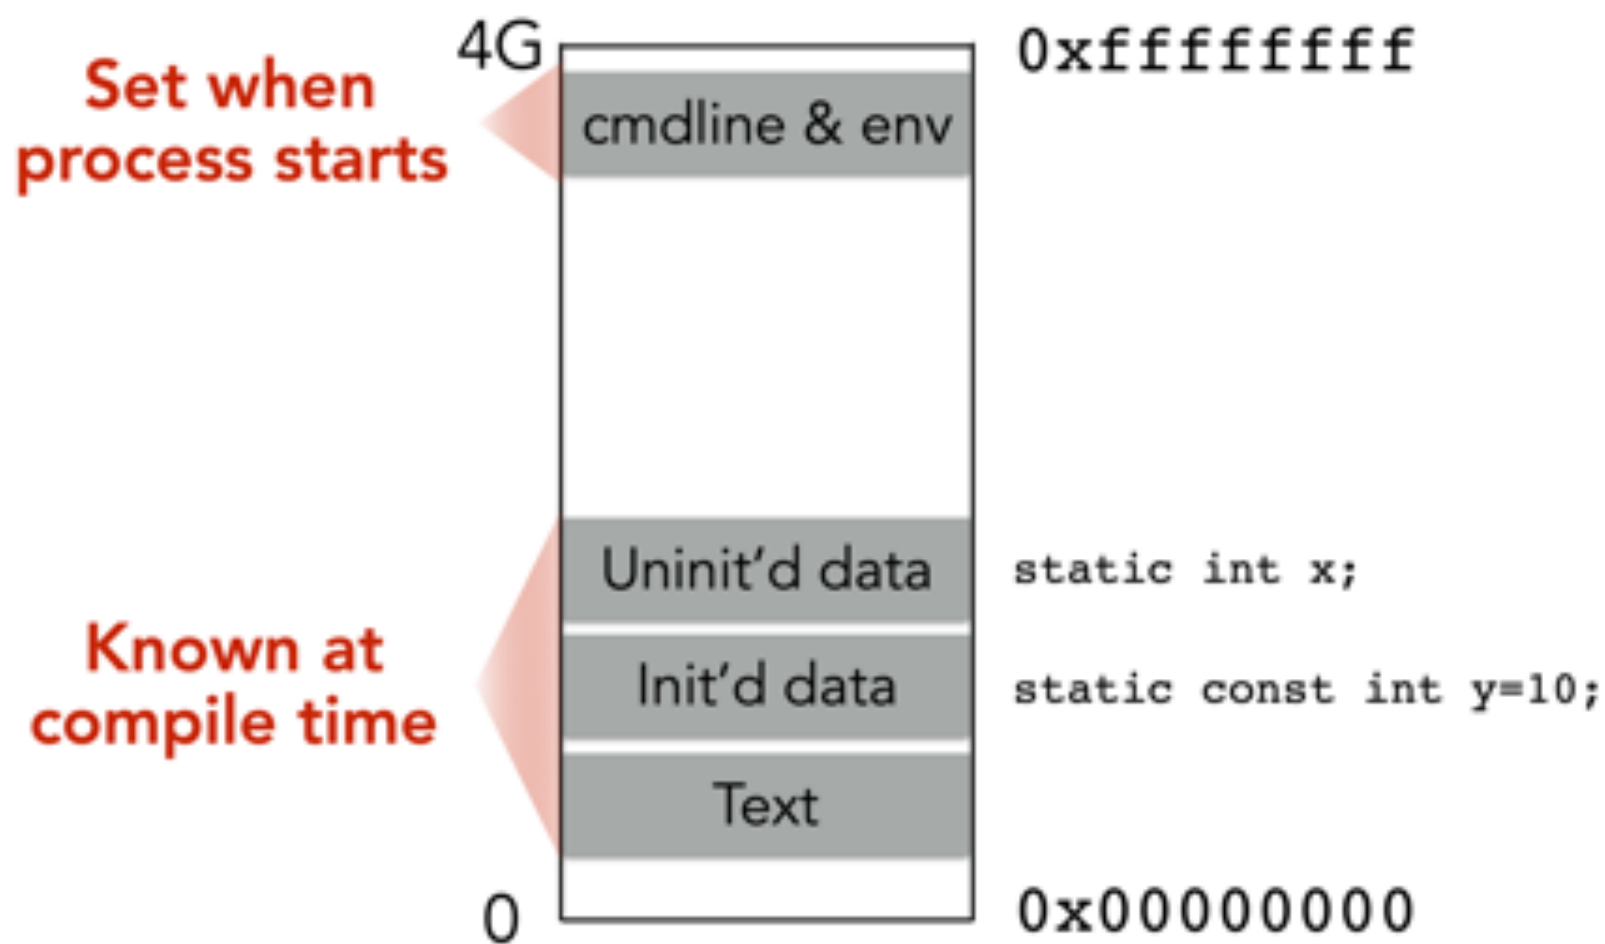 4G
0xffffffff
Set when
process starts
cmdline & env
Uninit’d data
static int x;
Known at
compile time
Init’d data
static const int y=10;
Text
0
0x00000000